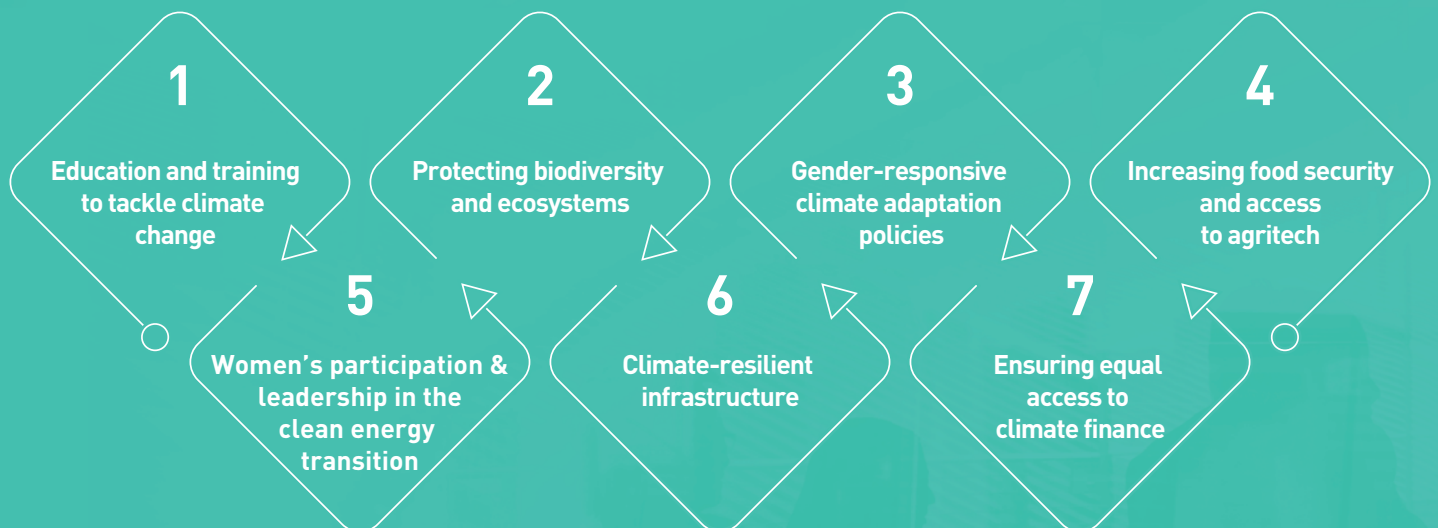 1
Education and training
to tackle climate
change
2
Protecting biodiversity
and ecosystems
3
Gender-responsive
climate adaptation
policies
4
Increasing food security
and access
to agritech
5
Women’s participation &
leadership in the
clean energy
transition
6
Climate-resilient
infrastructure
7
Ensuring equal
access to
climate finance